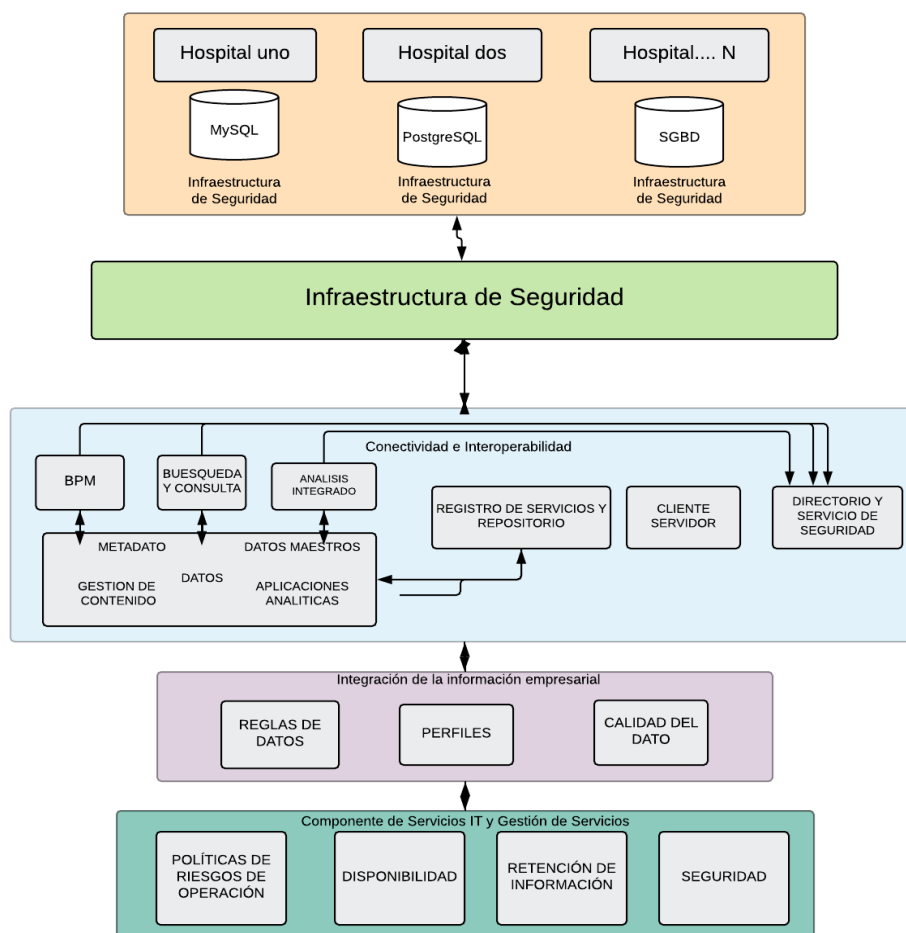 Hospital uno
Hospital dos
Hospital.... N
MySQL
PostgreSQL
SGBD
Infraestructura
de Seguridad
Infraestructura
de Seguridad
Infraestructura
de Seguridad
Infraestructura de Seguridad
Conectividad e Interoperabilidad
BPM
BUESQUEDA
Y CONSULTA
ANALISIS
INTEGRADO
REGISTRO DE SERVICIOS Y
REPOSITORIO
CLIENTE
SERVIDOR
DIRECTORIO Y
SERVICIO DE
SEGURIDAD
METADATO
DATOS MAESTROS
DATOS
GESTION DE
CONTENIDO
APLICACIONES
ANALITICAS
Integración de la información empresarial
REGLAS DE
DATOS
PERFILES
CALIDAD DEL
DATO
Componente de Servicios IT y Gestión de Servicios
POLÍTICAS DE
RIESGOS DE
OPERACIÓN
DISPONIBILIDAD
RETENCIÓN DE
INFORMACIÓN
SEGURIDAD